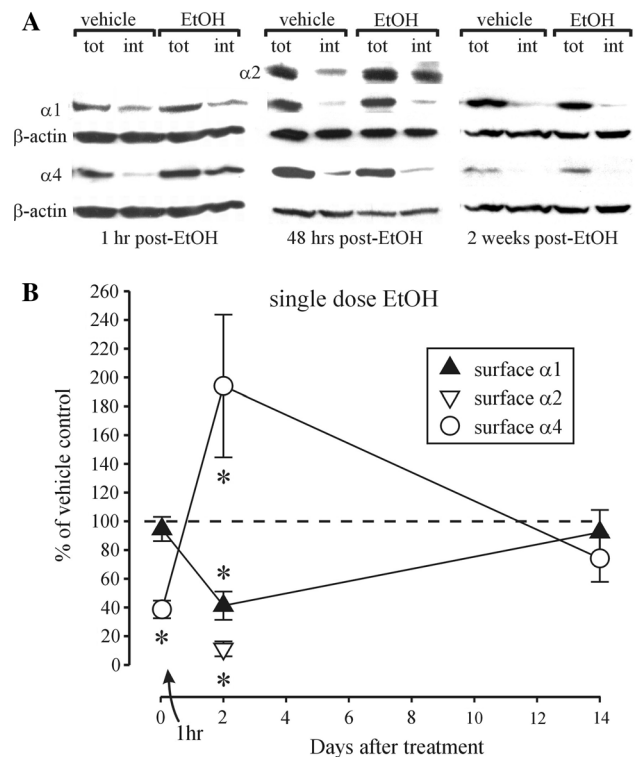 A
vehicle EtOH vehicle EtOH vehicle EtOH
tot int tot int tot int tot int tot int tot int
α2
α1
β-actin
α4
β-actin
1 hr post-EtOH 48 hrs post-EtOH 2 weeks post-EtOH
B
single dose EtOH
260
240
220
200
180
160
140
120
100
80
60
40
20
0
% of vehicle control
surface α1
surface α2
surface α4
*
*
*
*
0 2 4 6 8 10 12 14
1hr
Days after treatment